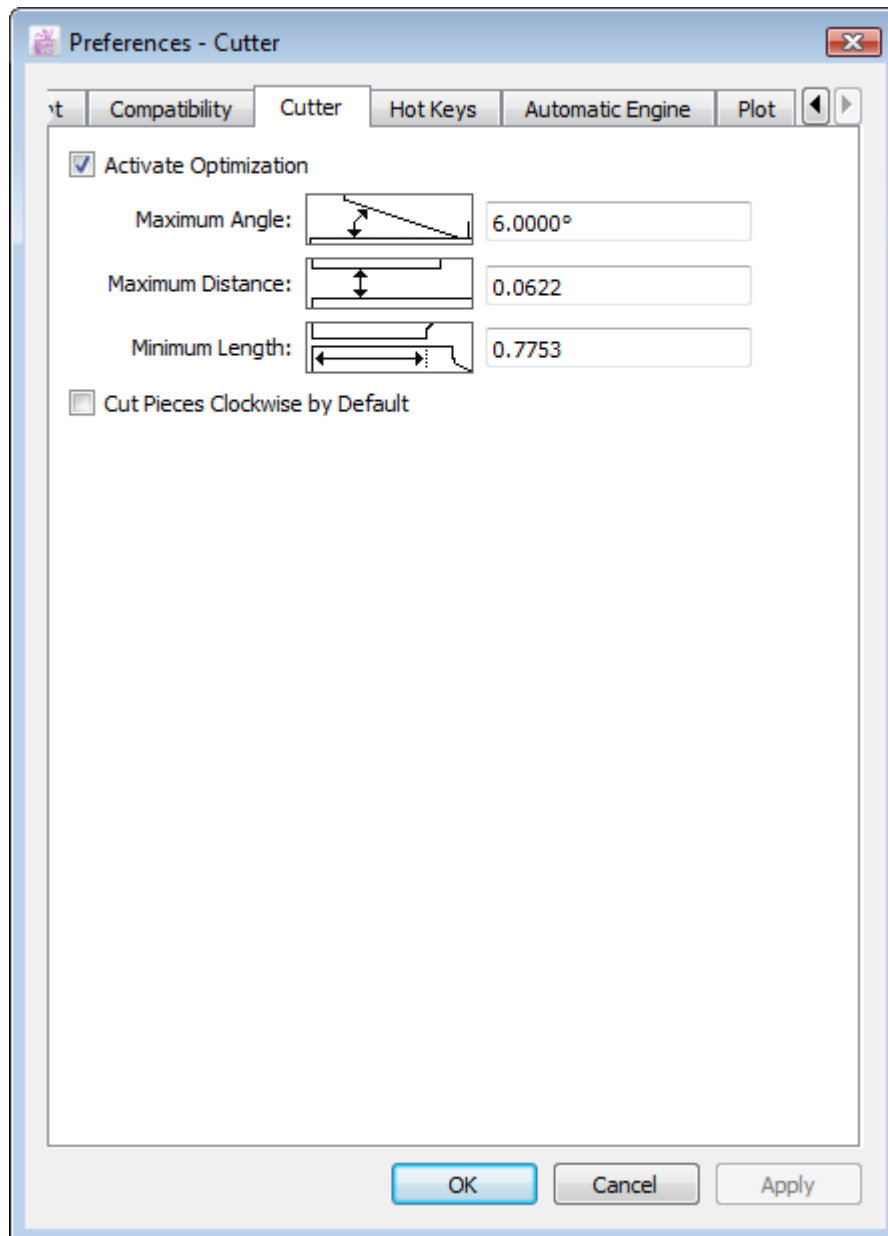 Preferences - Cutter
Compatibility Cutter Hot Keys Automatic Engine Plot
Activate Optimization
Maximum Angle: 6.0000°
Maximum Distance: 0.0622
Minimum Length: 0.7753
Cut Pieces Clockwise by Default
OK Cancel Apply